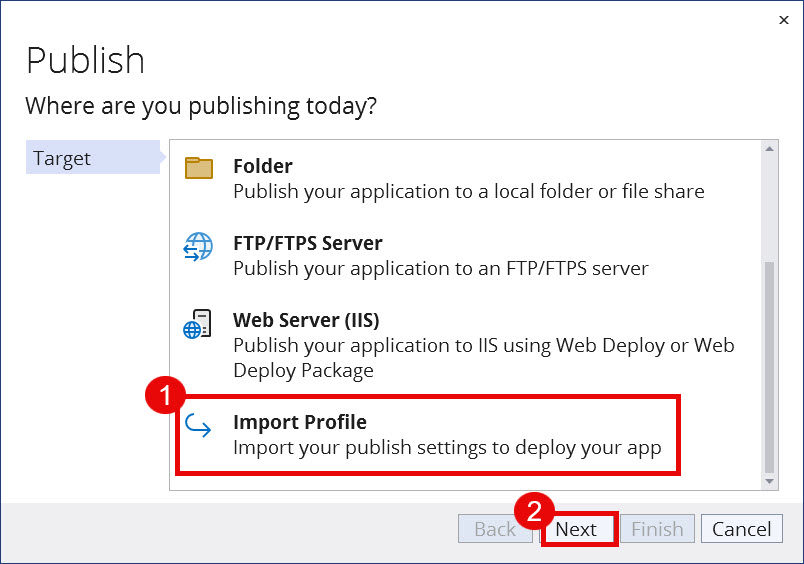 Publish
Where are you publishing today?
Target
Folder
Publish your application to a local folder or file share
FTP/FTPS Server
Publish your application to an FTP/FTPS server
Web Server (IIS)
Publish your application to IIS using Web Deploy or Web
Deploy Package
1
Import Profile
Import your publish settings to deploy your app
2
Back
Next
Finish
Cancel